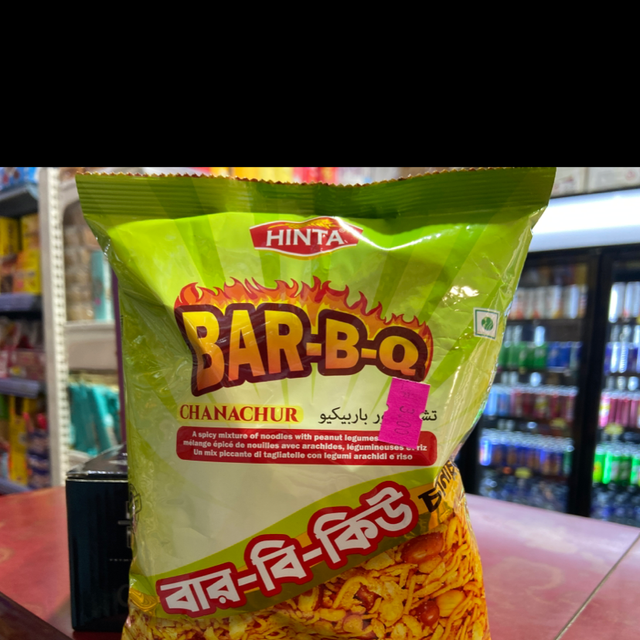 HINTA
BAR-B-Q
CHANACHUR
باربيكيو
A spicy mixture of noodles with peanut legumes
mélange épicé de nouilles avec arachides, légumineuses riz
Un mix piccante di tagliatelle con legumi arachidi e riso
বার-বি-কিউ